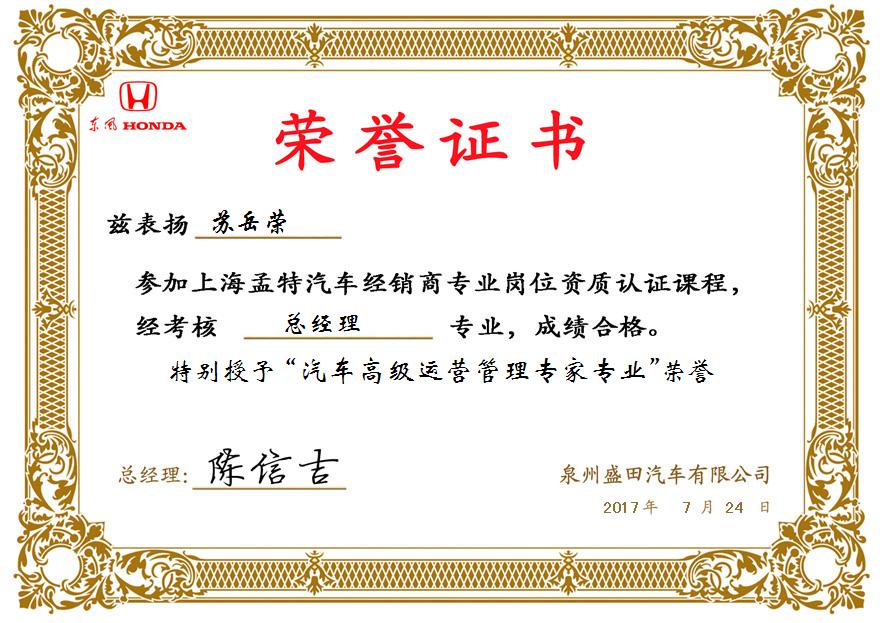 东风 HONDA
荣誉证书
兹表扬 苏岳荣
参加上海孟特汽车经销商专业岗位资质认证课程，
经考核 总经理 专业，成绩合格。
特别授予“汽车高级运营管理专家专业”荣誉
总经理: 陈信吉
泉州盛田汽车有限公司
2017年 7月 24 日